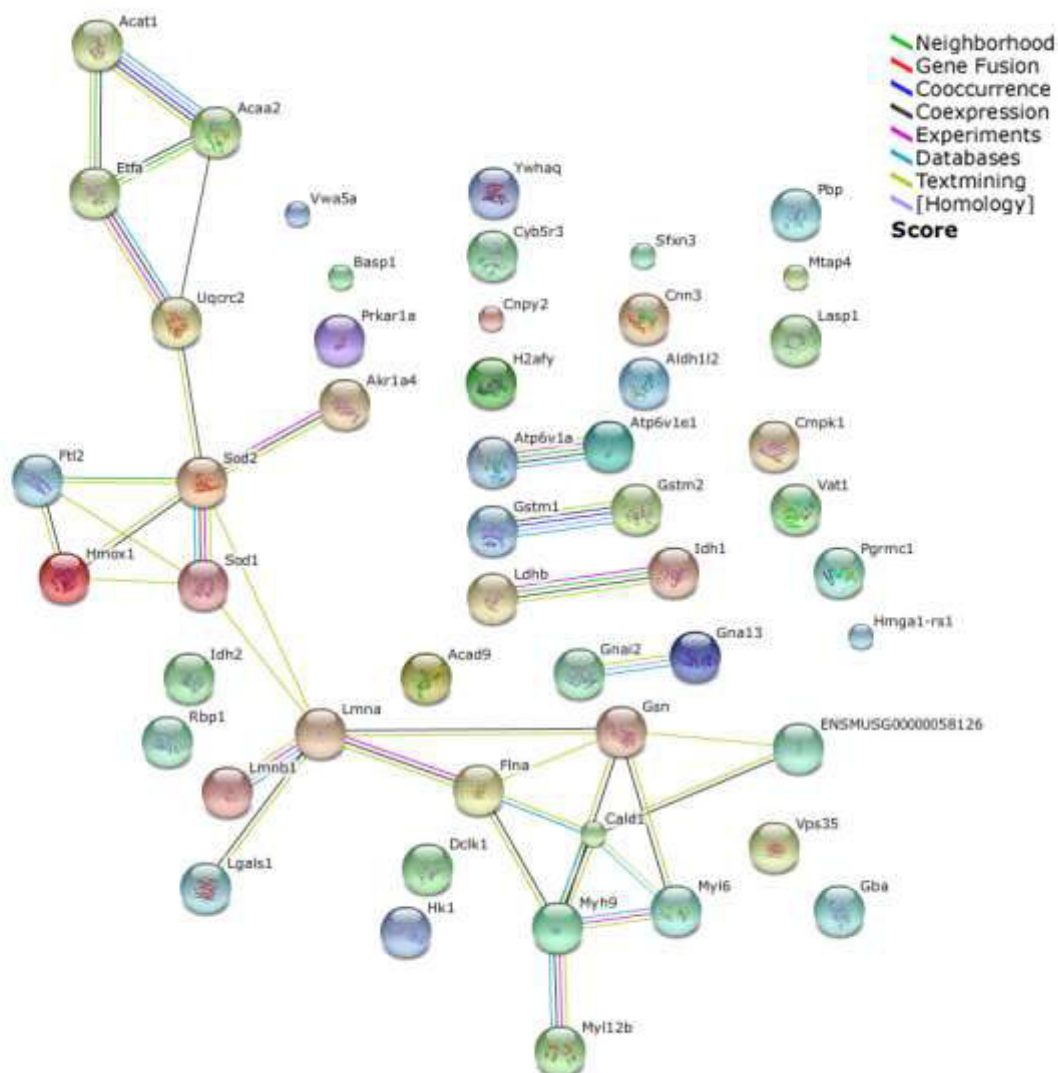 Acat1
Neighborhood
Gene Fusion
Cooccurrence
Coexpression
Experiments
Databases
Textmining
[Homology]
Score
Acaa2
Etfa
Ywhaq
Pbp
Vwa5a
Cyb5r3
Sfxn3
Basp1
Mtap4
Uqcrc2
Cnpy2
Cnn3
Prkar1a
Lasp1
H2afy
Aldh1l2
Akr1a4
Atp6v1e1
Cmpk1
Atp6v1a
Ftl2
Sod2
Gstm2
Vat1
Gstm1
Hmox1
Sod1
Idh1
Pgrmc1
Ldhb
Hmga1-rs1
Gna13
Idh2
Acad9
Gnai2
Rbp1
Lmna
Gsn
ENSMUSG00000058126
Lmnb1
Flna
Cald1
Vps35
Dclk1
Lgals1
Myl6
Gba
Hk1
Myh9
Myl12b